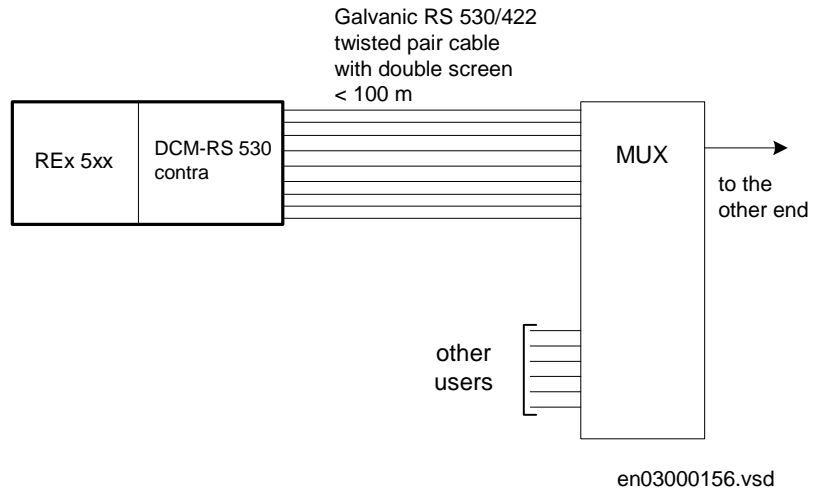 Galvanic RS 530/422
twisted pair cable
with double screen
< 100 m
REx 5xx
DCM-RS 530
contra
MUX
to the
other end
other
users
en03000156.vsd